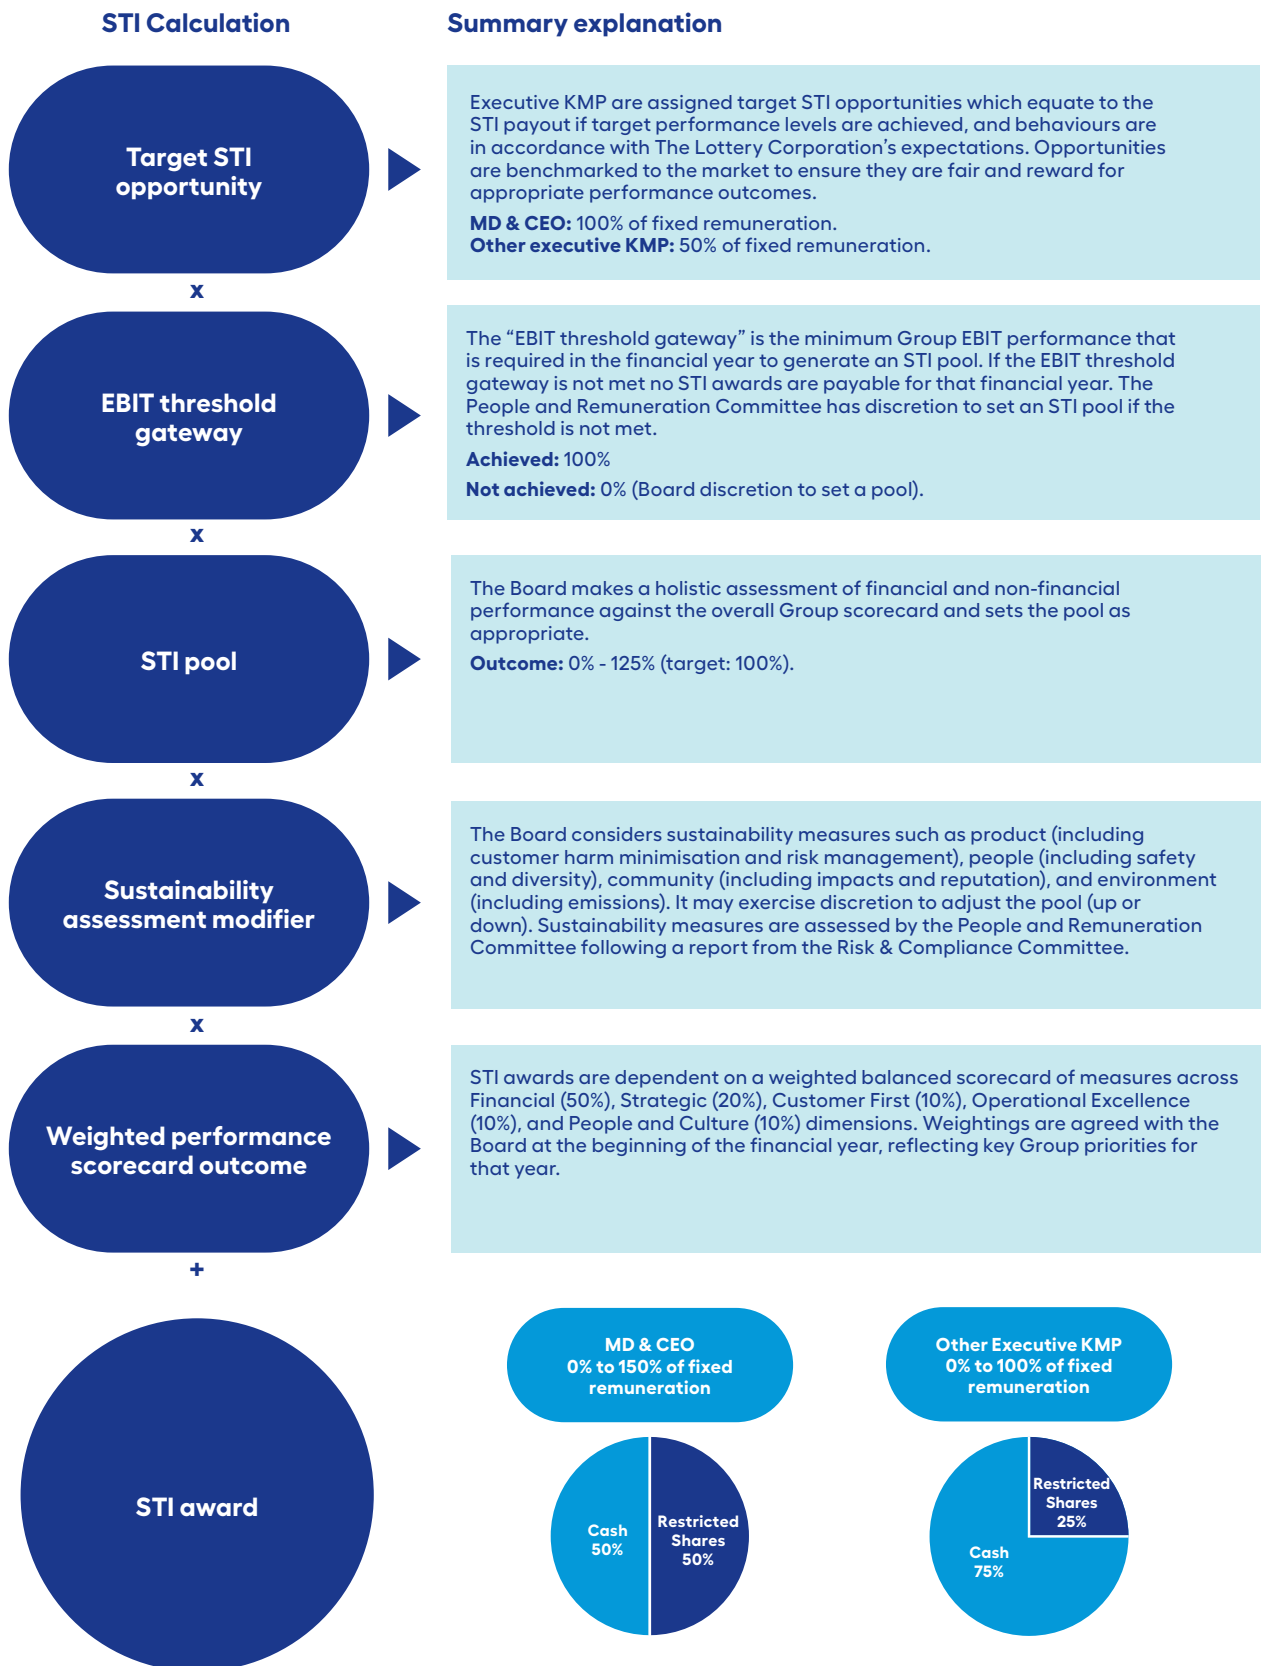 STI Calculation
Summary explanation
Target STI
opportunity
Executive KMP are assigned target STI opportunities which equate to the
STI payout if target performance levels are achieved, and behaviours are
in accordance with The Lottery Corporation’s expectations. Opportunities
are benchmarked to the market to ensure they are fair and reward for
appropriate performance outcomes.
MD & CEO: 100% of fixed remuneration.
Other executive KMP: 50% of fixed remuneration.
x
EBIT threshold
gateway
The “EBIT threshold gateway” is the minimum Group EBIT performance that
is required in the financial year to generate an STI pool. If the EBIT threshold
gateway is not met no STI awards are payable for that financial year. The
People and Remuneration Committee has discretion to set an STI pool if the
threshold is not met.
Achieved: 100%
Not achieved: 0% (Board discretion to set a pool).
x
STI pool
The Board makes a holistic assessment of financial and non-financial
performance against the overall Group scorecard and sets the pool as
appropriate.
Outcome: 0% - 125% (target: 100%).
x
Sustainability
assessment modifier
The Board considers sustainability measures such as product (including
customer harm minimisation and risk management), people (including safety
and diversity), community (including impacts and reputation), and environment
(including emissions). It may exercise discretion to adjust the pool (up or
down). Sustainability measures are assessed by the People and Remuneration
Committee following a report from the Risk & Compliance Committee.
x
Weighted performance
scorecard outcome
STI awards are dependent on a weighted balanced scorecard of measures across
Financial (50%), Strategic (20%), Customer First (10%), Operational Excellence
(10%), and People and Culture (10%) dimensions. Weightings are agreed with the
Board at the beginning of the financial year, reflecting key Group priorities for
that year.
+
STI award
MD & CEO
0% to 150% of fixed
remuneration
Cash
50%
Restricted
Shares
50%
Other Executive KMP
0% to 100% of fixed
remuneration
Restricted
Shares
25%
Cash
75%